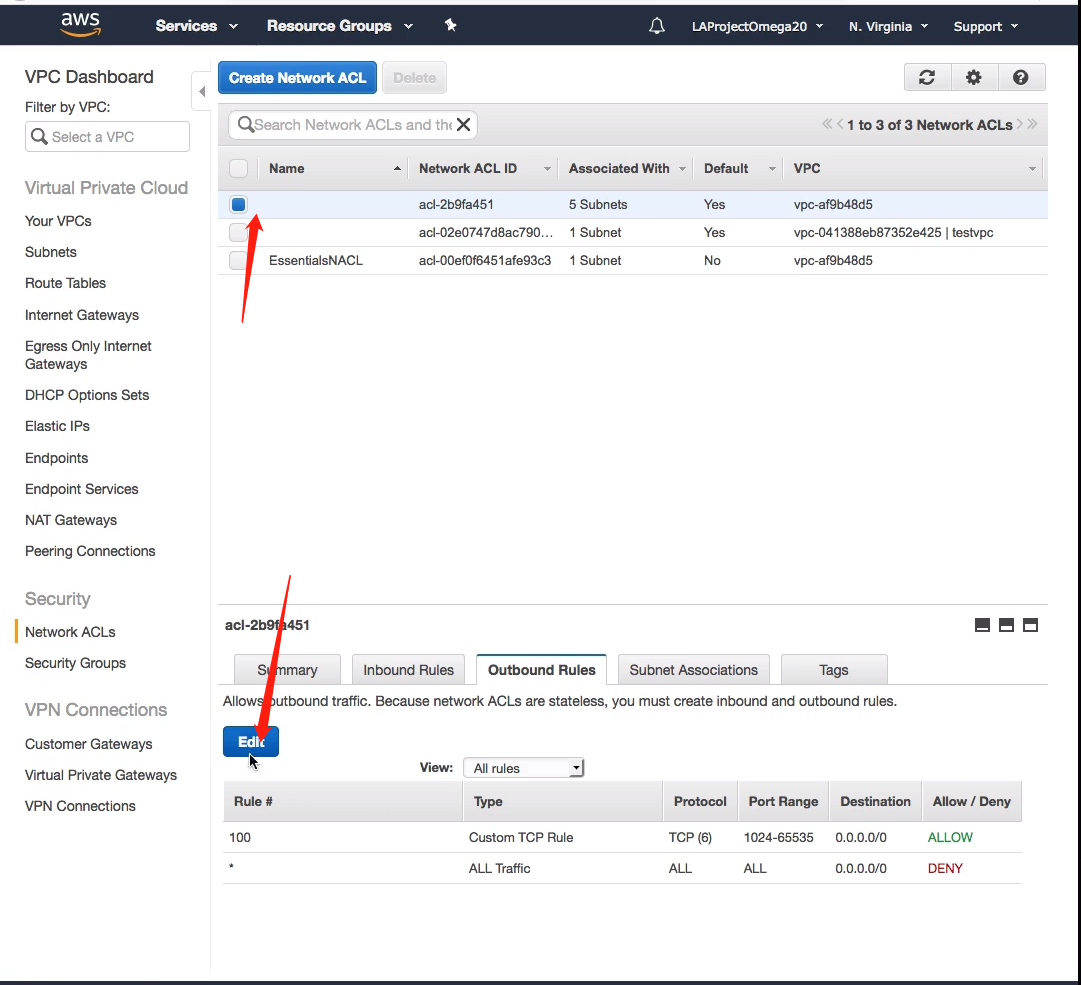 aws Services Resource Groups LAProjectOmega20 N. Virginia Support
VPC Dashboard
Filter by VPC:
Select a VPC
Virtual Private Cloud
Your VPCs
Subnets
Route Tables
Internet Gateways
Egress Only Internet
Gateways
DHCP Options Sets
Elastic IPs
Endpoints
Endpoint Services
NAT Gateways
Peering Connections
Security
Network ACLs
Security Groups
VPN Connections
Customer Gateways
Virtual Private Gateways
VPN Connections
Create Network ACL Delete
Search Network ACLs and the
1 to 3 of 3 Network ACLs
Name Network ACL ID Associated With Default VPC
acl-2b9fa451 5 Subnets Yes vpc-af9b48d5
acl-02e0747d8ac790... 1 Subnet Yes vpc-041388eb87352e425 | testvpc
EssentialsNACL acl-00ef0f6451afe93c3 1 Subnet No vpc-af9b48d5
acl-2b9fa451
Summary Inbound Rules Outbound Rules Subnet Associations Tags
Allows outbound traffic. Because network ACLs are stateless, you must create inbound and outbound rules.
Edit
View: All rules
Rule # Type Protocol Port Range Destination Allow / Deny
100 Custom TCP Rule TCP (6) 1024-65535 0.0.0.0/0 ALLOW
* ALL Traffic ALL ALL 0.0.0.0/0 DENY